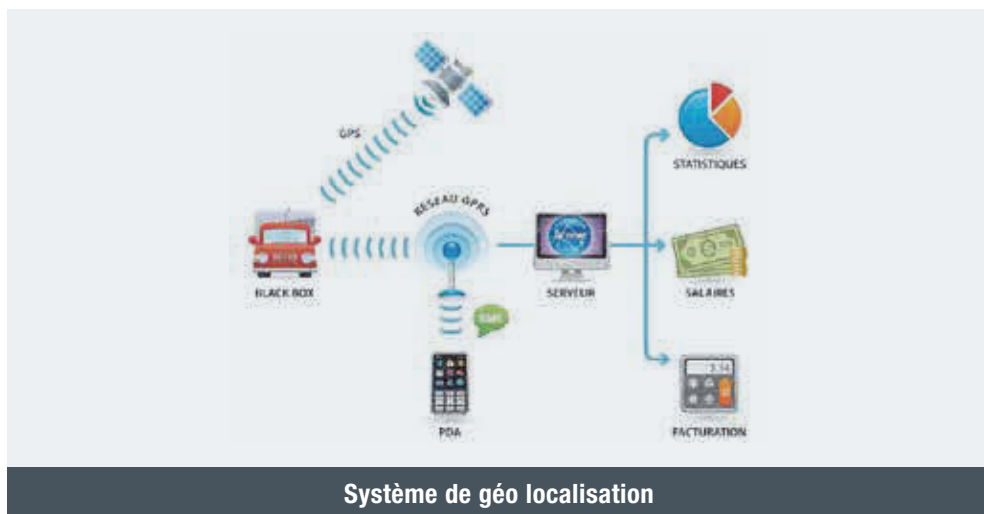 GPS
RESEAU GPRS
STATISTIQUES
BLACK BOX
SERVEUR
SALAIRES
SMS
PDA
FACTURATION
Système de géo localisation